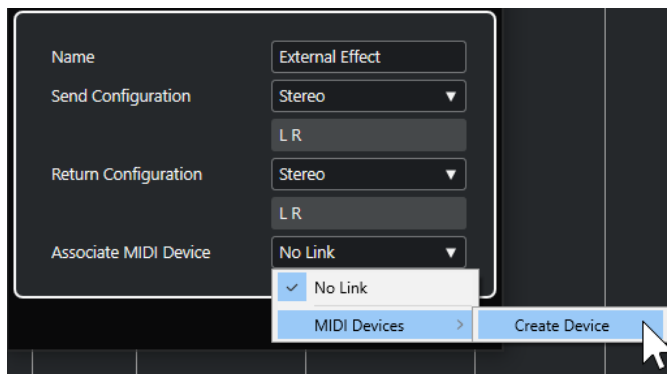 Name External Effect
Send Configuration Stereo
L R
Return Configuration Stereo
L R
Associate MIDI Device No Link
No Link
MIDI Devices Create Device